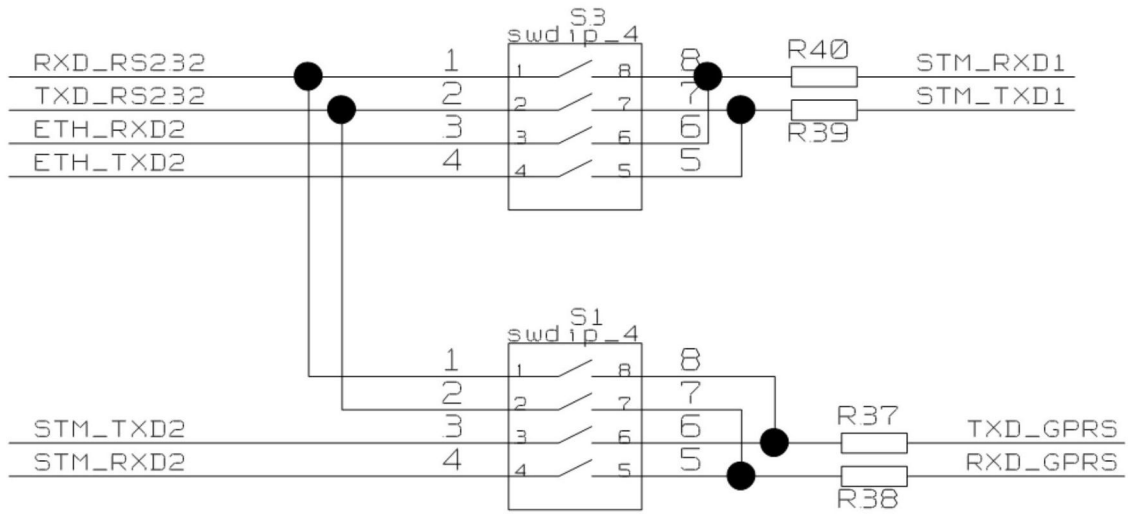 S3
swdip_4
RXD_RS232 1 1 8 8 R40 STM_RXD1
TXD_RS232 2 2 7 7 STM_TXD1
ETH_RXD2 3 3 6 6 R39
ETH_TXD2 4 4 5 5
S1
swdip_4
1 1 8 8
2 2 7 7 R37
STM_TXD2 3 3 6 6 TXD_GPRS
STM_RXD2 4 4 5 5 RXD_GPRS
R38